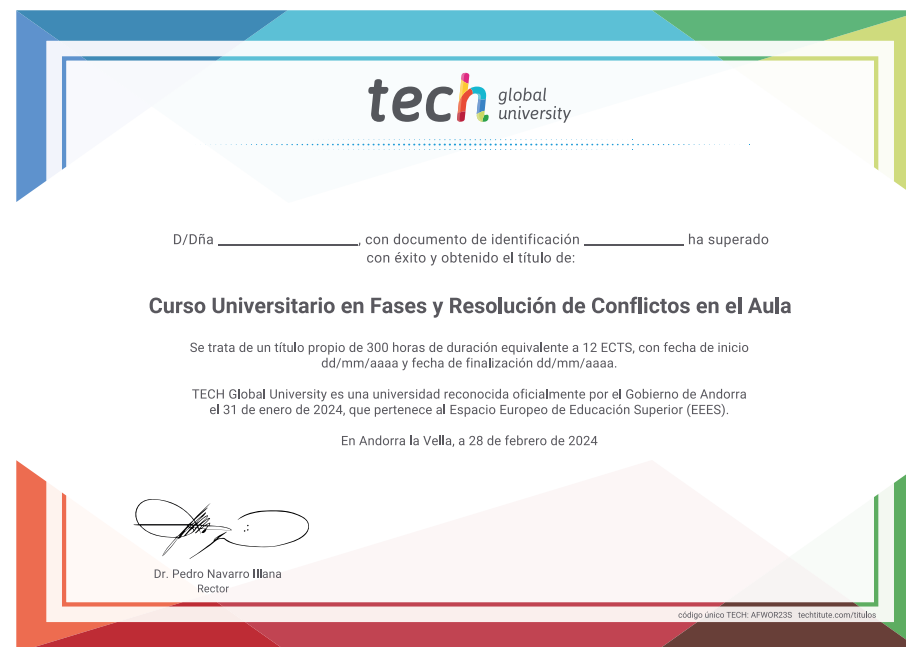 tech global university
D/Dña ______________, con documento de identificación __________ ha superado
con éxito y obtenido el título de:
Curso Universitario en Fases y Resolución de Conflictos en el Aula
Se trata de un título propio de 300 horas de duración equivalente a 12 ECTS, con fecha de inicio
dd/mm/aaaa y fecha de finalización dd/mm/aaaa.
TECH Global University es una universidad reconocida oficialmente por el Gobierno de Andorra
el 31 de enero de 2024, que pertenece al Espacio Europeo de Educación Superior (EEES).
En Andorra la Vella, a 28 de febrero de 2024
Dr. Pedro Navarro Illana
Rector
código único TECH: AFWOR23S techtitute.com/titulos